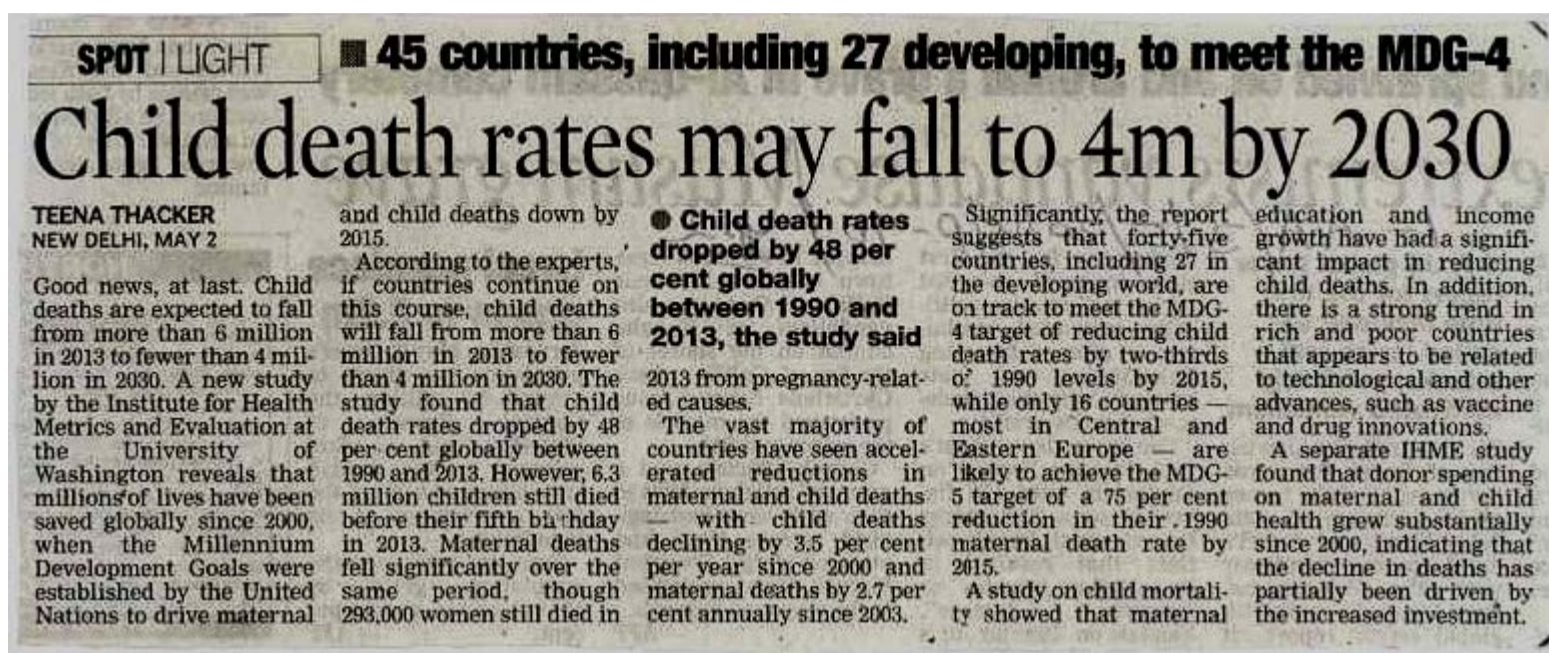 SPOT | LIGHT
■ 45 countries, including 27 developing, to meet the MDG-4
Child death rates may fall to 4m by 2030
TEENA THACKER
NEW DELHI, MAY 2
Good news, at last. Child
deaths are expected to fall
from more than 6 million
in 2013 to fewer than 4 mil-
lion in 2030. A new study
by the Institute for Health
Metrics and Evaluation at
the University of
Washington reveals that
millions of lives have been
saved globally since 2000,
when the Millennium
Development Goals were
established by the United
Nations to drive maternal
and child deaths down by
2015.
According to the experts,
if countries continue on
this course, child deaths
will fall from more than 6
million in 2013 to fewer
than 4 million in 2030. The
study found that child
death rates dropped by 48
per cent globally between
1990 and 2013. However, 6.3
million children still died
before their fifth birthday
in 2013. Maternal deaths
fell significantly over the
same period, though
293,000 women still died in
● Child death rates
dropped by 48 per
cent globally
between 1990 and
2013, the study said
2013 from pregnancy-relat-
ed causes.
The vast majority of
countries have seen accel-
erated reductions in
maternal and child deaths
— with child deaths
declining by 3.5 per cent
per year since 2000 and
maternal deaths by 2.7 per
cent annually since 2003.
Significantly, the report
suggests that forty-five
countries, including 27 in
the developing world, are
on track to meet the MDG-
4 target of reducing child
death rates by two-thirds
of 1990 levels by 2015,
while only 16 countries —
most in Central and
Eastern Europe — are
likely to achieve the MDG-
5 target of a 75 per cent
reduction in their 1990
maternal death rate by
2015.
A study on child mortali-
ty showed that maternal
education and income
growth have had a signifi-
cant impact in reducing
child deaths. In addition,
there is a strong trend in
rich and poor countries
that appears to be related
to technological and other
advances, such as vaccine
and drug innovations.
A separate IHME study
found that donor spending
on maternal and child
health grew substantially
since 2000, indicating that
the decline in deaths has
partially been driven by
the increased investment.